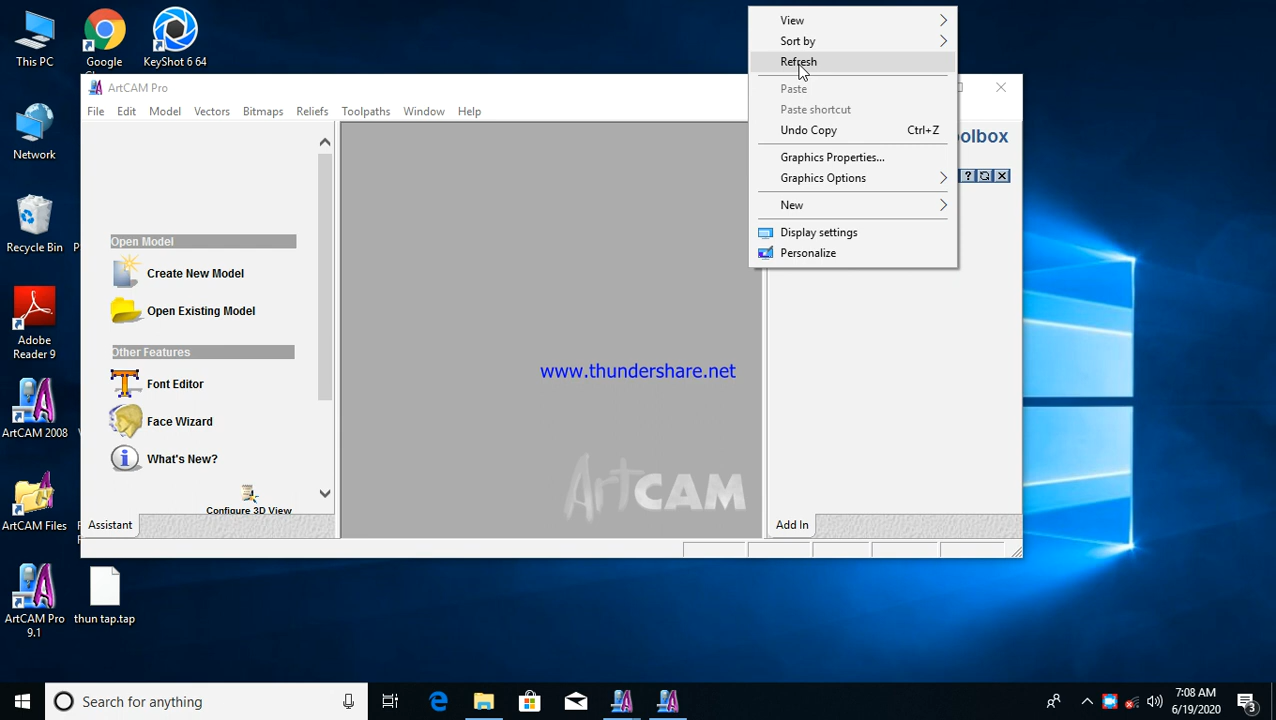 This PC
Google
KeyShot 6 64
Network
Recycle Bin
Adobe
Reader 9
ArtCAM 2008
ArtCAM Files
ArtCAM Pro
9.1
thun tap.tap
ArtCAM Pro
File Edit Model Vectors Bitmaps Reliefs Toolpaths Window Help
Open Model
Create New Model
Open Existing Model
Other Features
Font Editor
Face Wizard
What's New?
Configure 3D View
Assistant
www.thundershare.net
ArtCAM
olbox
Add In
View
Sort by
Refresh
Paste
Paste shortcut
Undo Copy Ctrl+Z
Graphics Properties...
Graphics Options
New
Display settings
Personalize
Search for anything
7:08 AM
6/19/2020
3